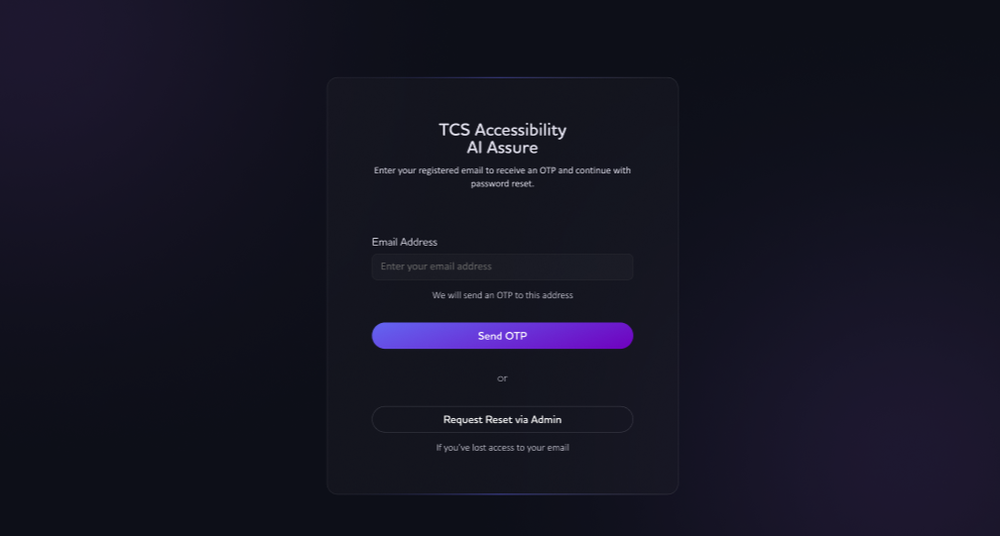 TCS Accessibility
AI Assure
Enter your registered email to receive an OTP and continue with
password reset.
Email Address
Enter your email address
We will send an OTP to this address
Send OTP
or
Request Reset via Admin
If you've lost access to your email